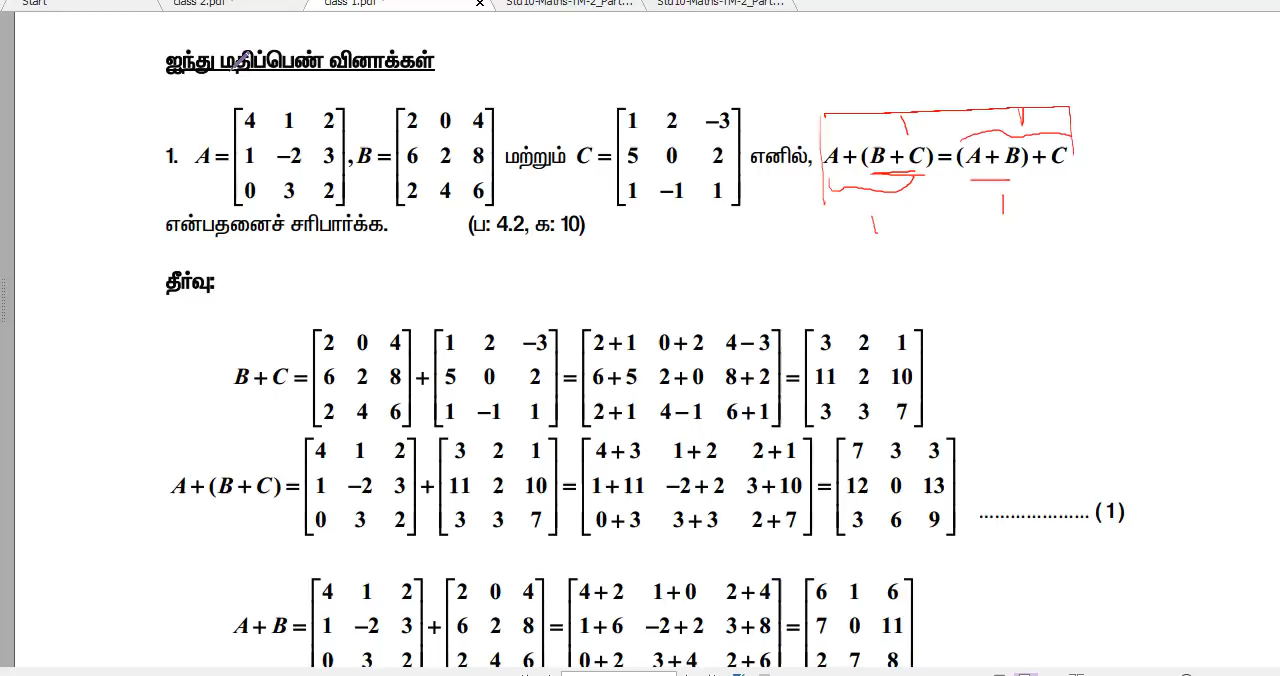 Start class 2.pdf * class 1.pdf * × Std10-Maths-TM-2_Part... Std10-Maths-TM-2_Part...
ஐந்து மதிப்பெண் வினாக்கள்
1. A = [4 1 2; 1 −2 3; 0 3 2], B = [2 0 4; 6 2 8; 2 4 6] மற்றும் C = [1 2 −3; 5 0 2; 1 −1 1] எனில், A + (B + C) = (A + B) + C
என்பதனைச் சரிபார்க்க. (ப: 4.2, க: 10)
தீர்வு:
B + C = [2 0 4; 6 2 8; 2 4 6] + [1 2 −3; 5 0 2; 1 −1 1] = [2+1 0+2 4−3; 6+5 2+0 8+2; 2+1 4−1 6+1] = [3 2 1; 11 2 10; 3 3 7]
A + (B + C) = [4 1 2; 1 −2 3; 0 3 2] + [3 2 1; 11 2 10; 3 3 7] = [4+3 1+2 2+1; 1+11 −2+2 3+10; 0+3 3+3 2+7] = [7 3 3; 12 0 13; 3 6 9] ..................... (1)
A + B = [4 1 2; 1 −2 3; 0 3 2] + [2 0 4; 6 2 8; 2 4 6] = [4+2 1+0 2+4; 1+6 −2+2 3+8; 0+2 3+4 2+6] = [6 1 6; 7 0 11; 2 7 8]